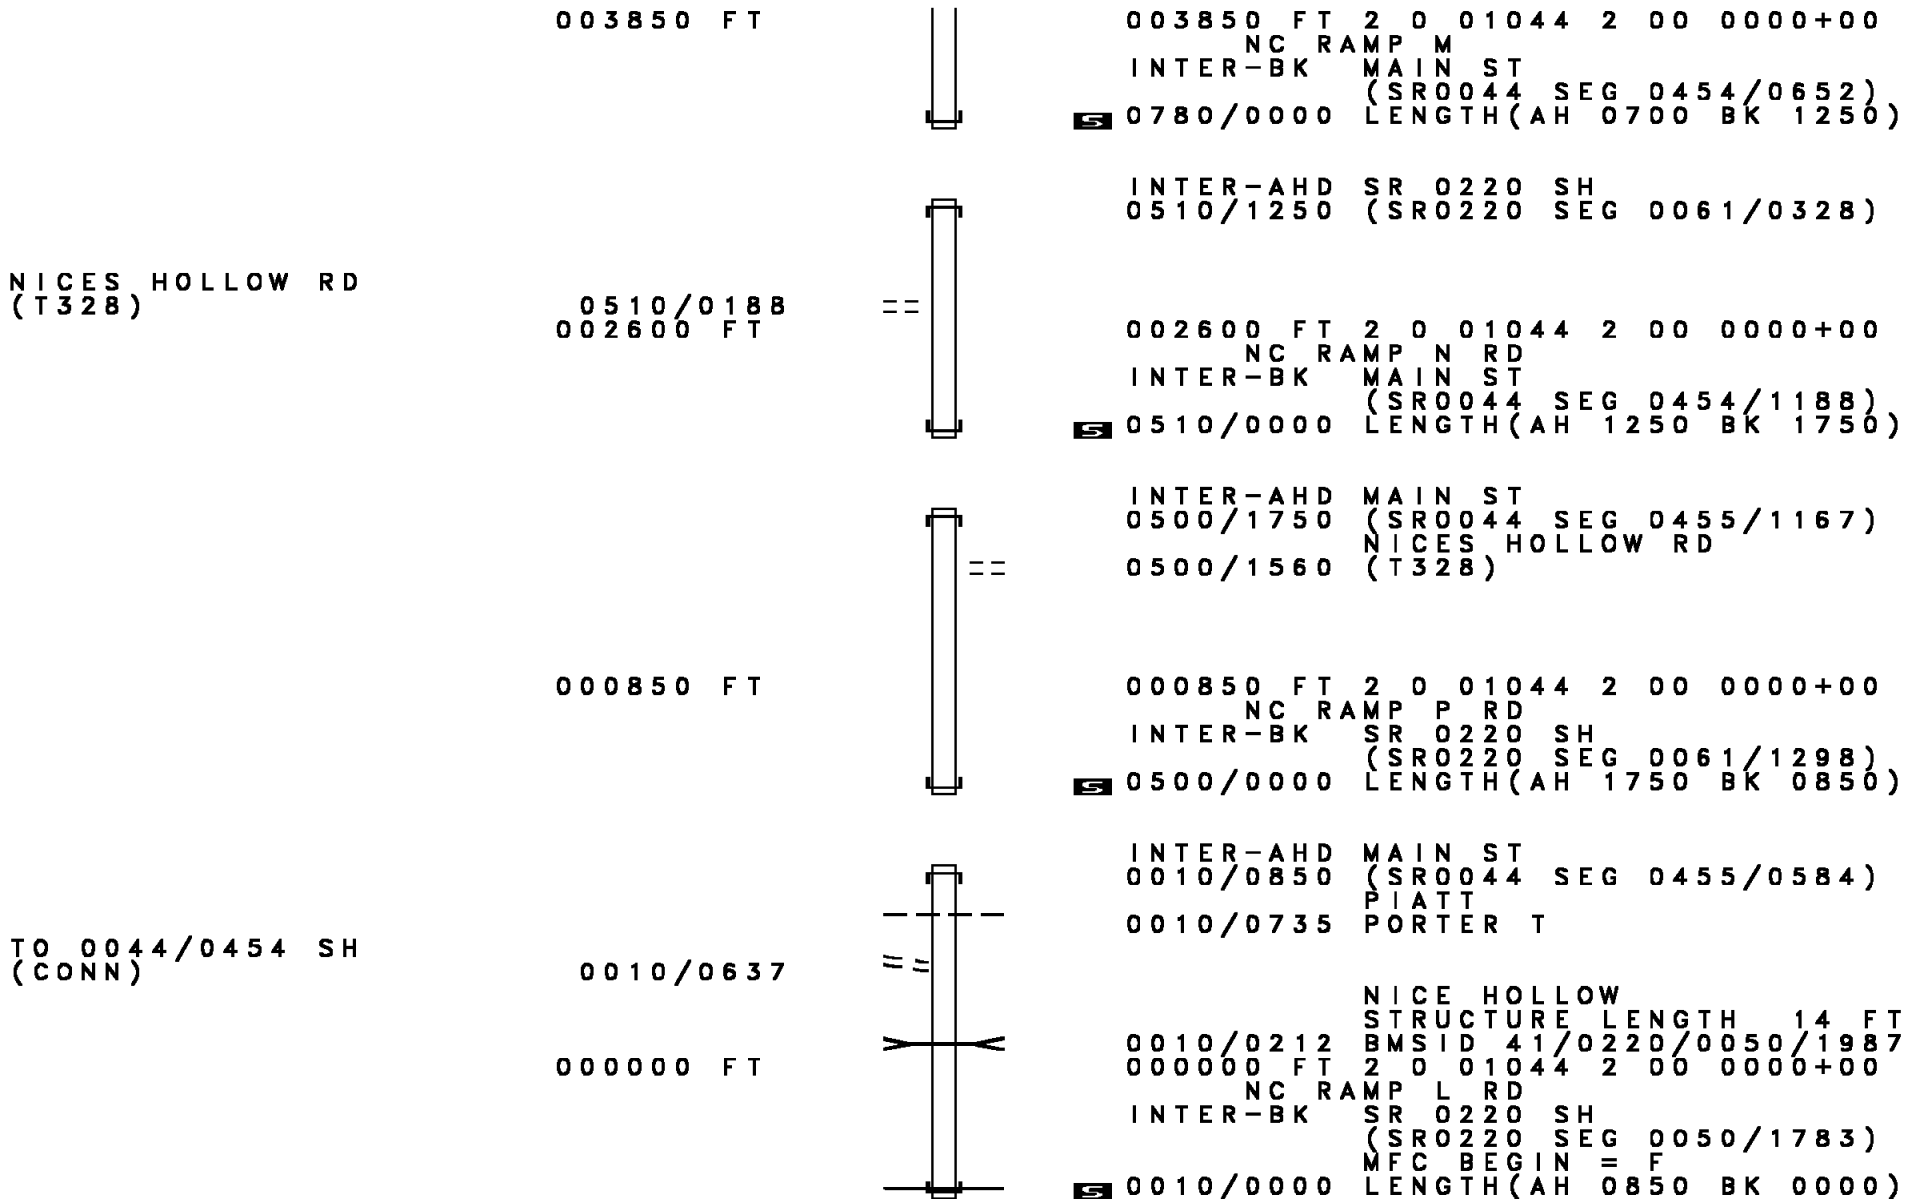 003850 FT 003850 FT 2 0 01044 2 00 0000+00
NC RAMP M
INTER-BK MAIN ST
(SR0044 SEG 0454/0652)
S 0780/0000 LENGTH(AH 0700 BK 1250)
INTER-AHD SR 0220 SH
0510/1250 (SR0220 SEG 0061/0328)
NICES HOLLOW RD
(T328) 0510/0188
002600 FT 002600 FT 2 0 01044 2 00 0000+00
NC RAMP N RD
INTER-BK MAIN ST
(SR0044 SEG 0454/1188)
S 0510/0000 LENGTH(AH 1250 BK 1750)
INTER-AHD MAIN ST
0500/1750 (SR0044 SEG 0455/1167)
NICES HOLLOW RD
0500/1560 (T328)
000850 FT 000850 FT 2 0 01044 2 00 0000+00
NC RAMP P RD
INTER-BK SR 0220 SH
(SR0220 SEG 0061/1298)
S 0500/0000 LENGTH(AH 1750 BK 0850)
INTER-AHD MAIN ST
0010/0850 (SR0044 SEG 0455/0584)
PIATT
0010/0735 PORTER T
TO 0044/0454 SH
(CONN) 0010/0637
NICE HOLLOW
STRUCTURE LENGTH 14 FT
0010/0212 BMSID 41/0220/0050/1987
000000 FT 000000 FT 2 0 01044 2 00 0000+00
NC RAMP L RD
INTER-BK SR 0220 SH
(SR0220 SEG 0050/1783)
MFC BEGIN = F
S 0010/0000 LENGTH(AH 0850 BK 0000)